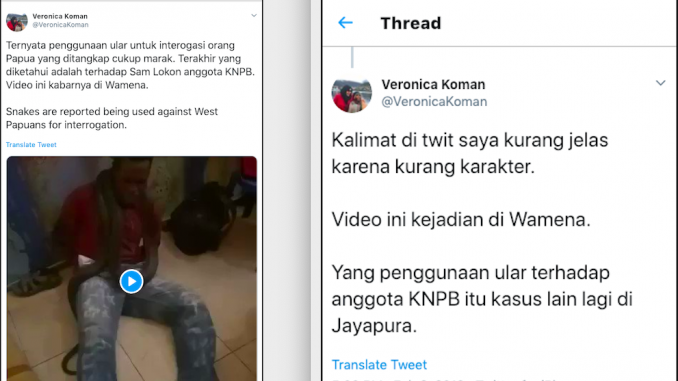 Veronica Koman
@VeronicaKoman
Ternyata penggunaan ular untuk interogasi orang
Papua yang ditangkap cukup marak. Terakhir yang
diketahui adalah terhadap Sam Lokon anggota KNPB.
Video ini kabarnya di Wamena.
Snakes are reported being used against West
Papuans for interrogation.
Translate Tweet
Thread
Veronica Koman
@VeronicaKoman
Kalimat di twit saya kurang jelas
karena kurang karakter.
Video ini kejadian di Wamena.
Yang penggunaan ular terhadap
anggota KNPB itu kasus lain lagi di
Jayapura.
Translate Tweet